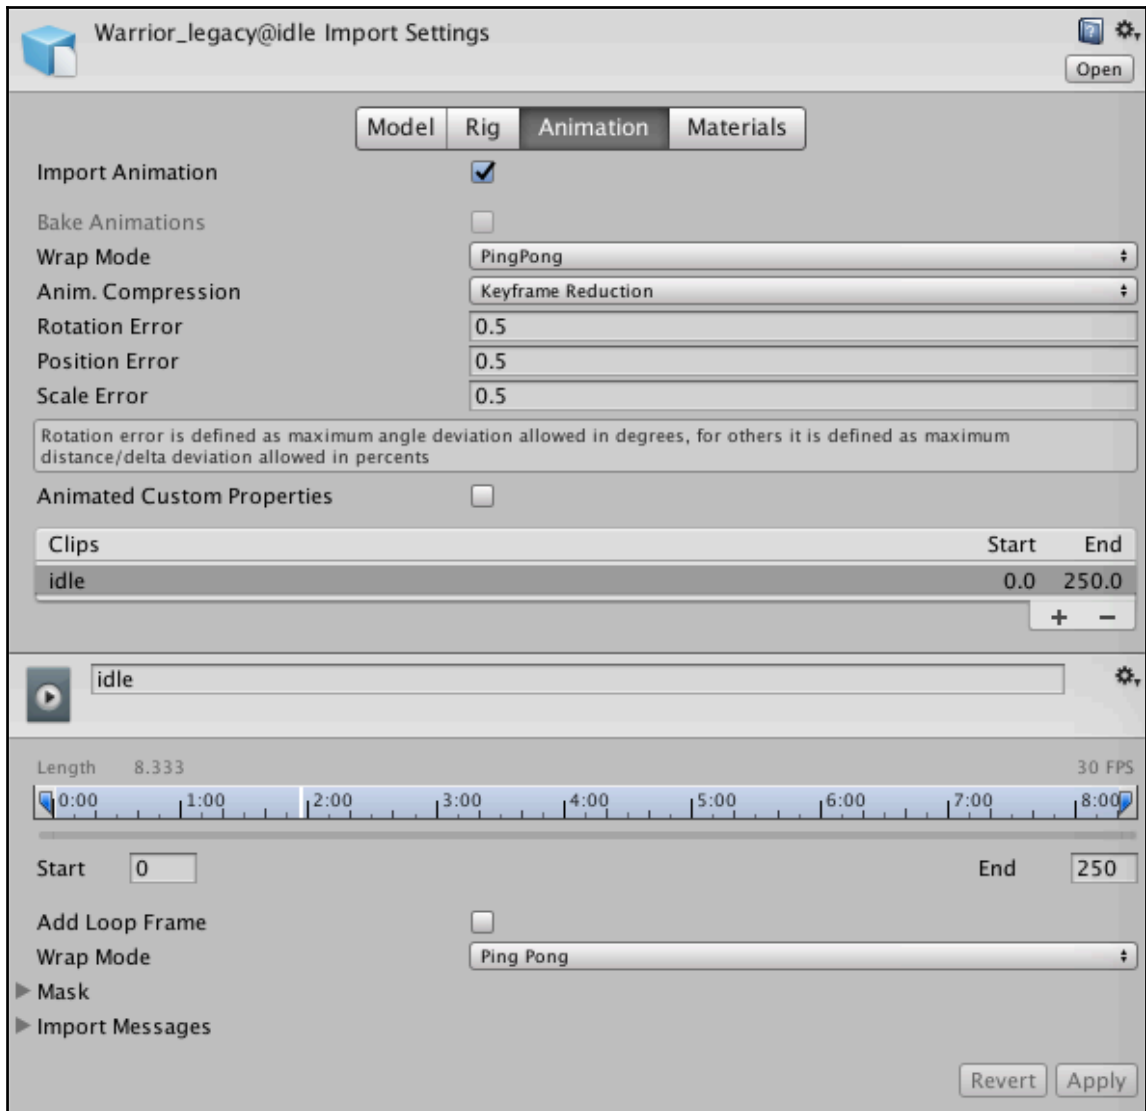 Warrior_legacy@idle Import Settings
Open
Model Rig Animation Materials
Import Animation
Bake Animations
Wrap Mode PingPong
Anim. Compression Keyframe Reduction
Rotation Error 0.5
Position Error 0.5
Scale Error 0.5
Rotation error is defined as maximum angle deviation allowed in degrees, for others it is defined as maximum
distance/delta deviation allowed in percents
Animated Custom Properties
Clips Start End
idle 0.0 250.0
+ −
idle
Length 8.333 30 FPS
0:00 1:00 2:00 3:00 4:00 5:00 6:00 7:00 8:00
Start 0 End 250
Add Loop Frame
Wrap Mode Ping Pong
Mask
Import Messages
Revert Apply